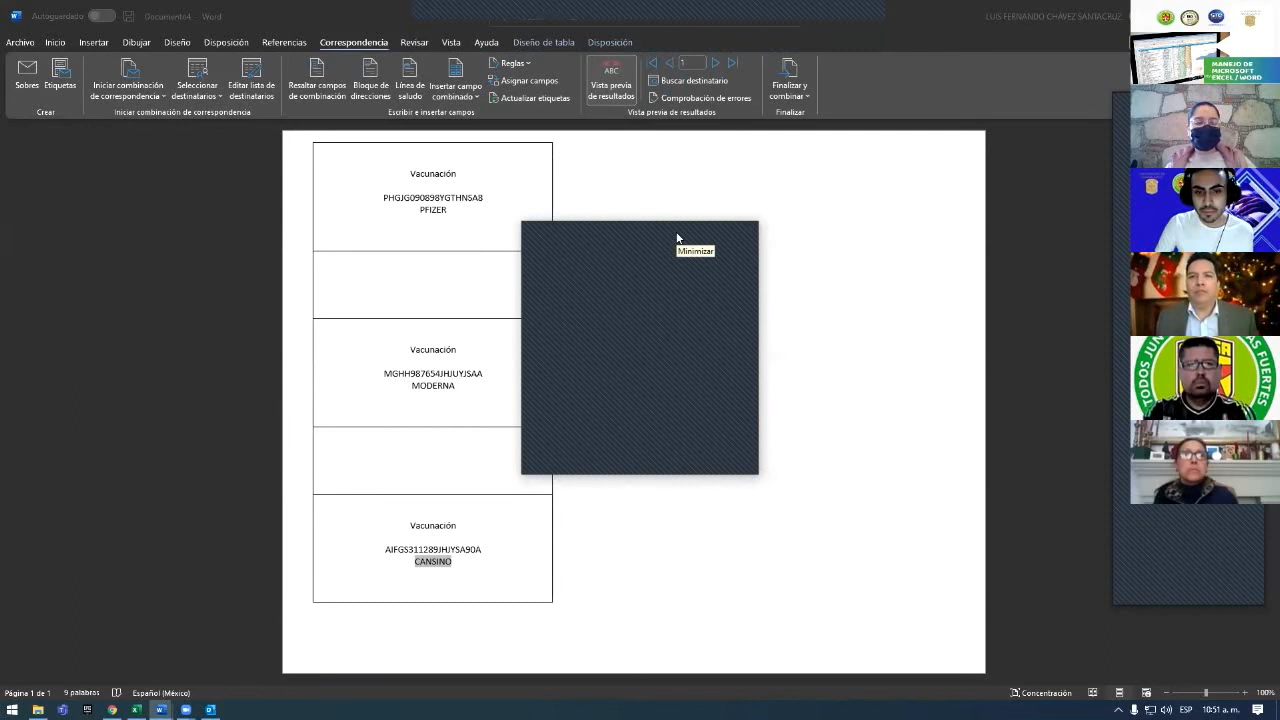 Autoguardado
Documento4 - Word
LUIS FERNANDO CHÁVEZ SANTACRUZ
Archivo Inicio Insertar Dibujar Diseño Disposición Referencias Correspondencia Revisar Vista Disposición
Sobres
Etiquetas
Crear
Iniciar combinación de correspondencia
Seleccionar destinatarios
Editar lista de destinatarios
Iniciar combinación de correspondencia
Resaltar campos de combinación
Bloque de direcciones
Línea de saludo
Insertar campo combinado
Reglas
Asignar campos
Actualizar etiquetas
Escribir e insertar campos
ABC
Vista previa de resultados
1
Buscar destinatario
Comprobación de errores
Vista previa de resultados
Finalizar y combinar
Finalizar
Vacunación
PHGJG090898YGTHNSA8
PFIZER
Vacunación
MGHH987654JHJUYJSAA
MODERNA
Vacunación
AIFGS311289JHJYSA90A
CANSINO
Minimizar
MANEJO DE
MICROSOFT
EXCEL / WORD
Página 1 de 1
9 palabras
Español (México)
Concentración
100%
ESP
10:51 a. m.